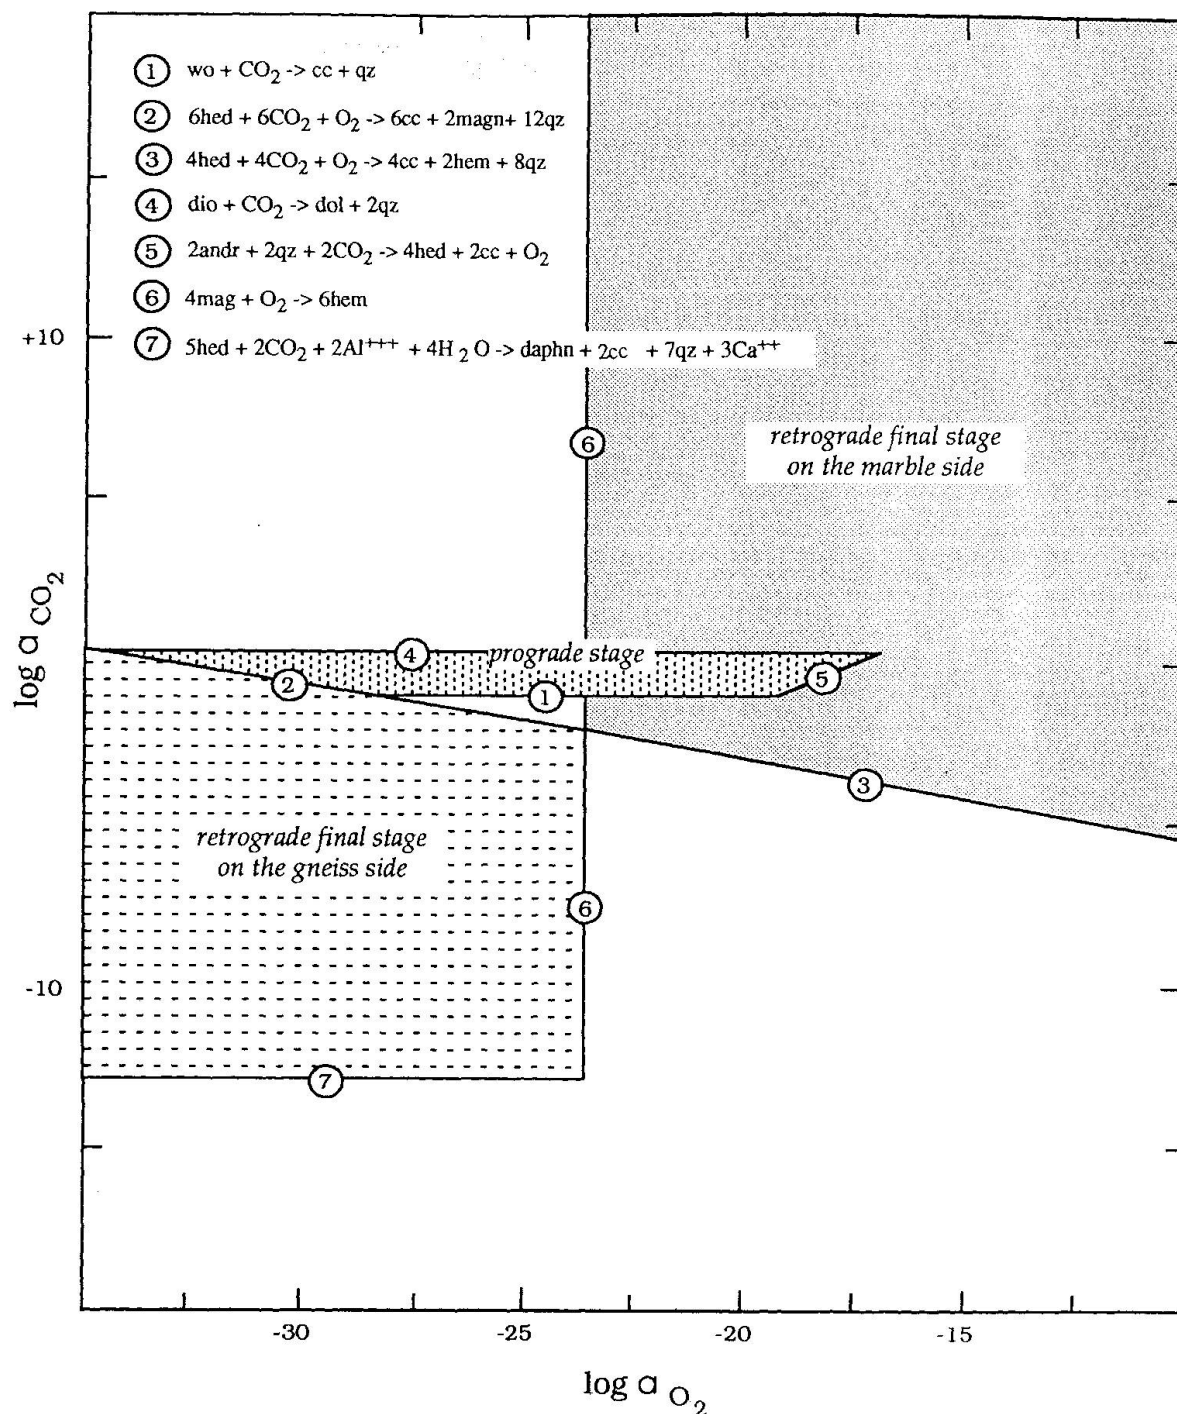 ① wo + CO₂ -> cc + qz
② 6hed + 6CO₂ + O₂ -> 6cc + 2magn+ 12qz
③ 4hed + 4CO₂ + O₂ -> 4cc + 2hem + 8qz
④ dio + CO₂ -> dol + 2qz
⑤ 2andr + 2qz + 2CO₂ -> 4hed + 2cc + O₂
⑥ 4mag + O₂ -> 6hem
+10
⑦ 5hed + 2CO₂ + 2Al⁺⁺⁺ + 4H₂O -> daphn + 2cc + 7qz + 3Ca⁺⁺
⑥
retrograde final stage
on the marble side
log a CO₂
④
prograde stage
②
①
⑤
③
retrograde final stage
on the gneiss side
⑥
-10
⑦
-30
-25
-20
-15
log a O₂